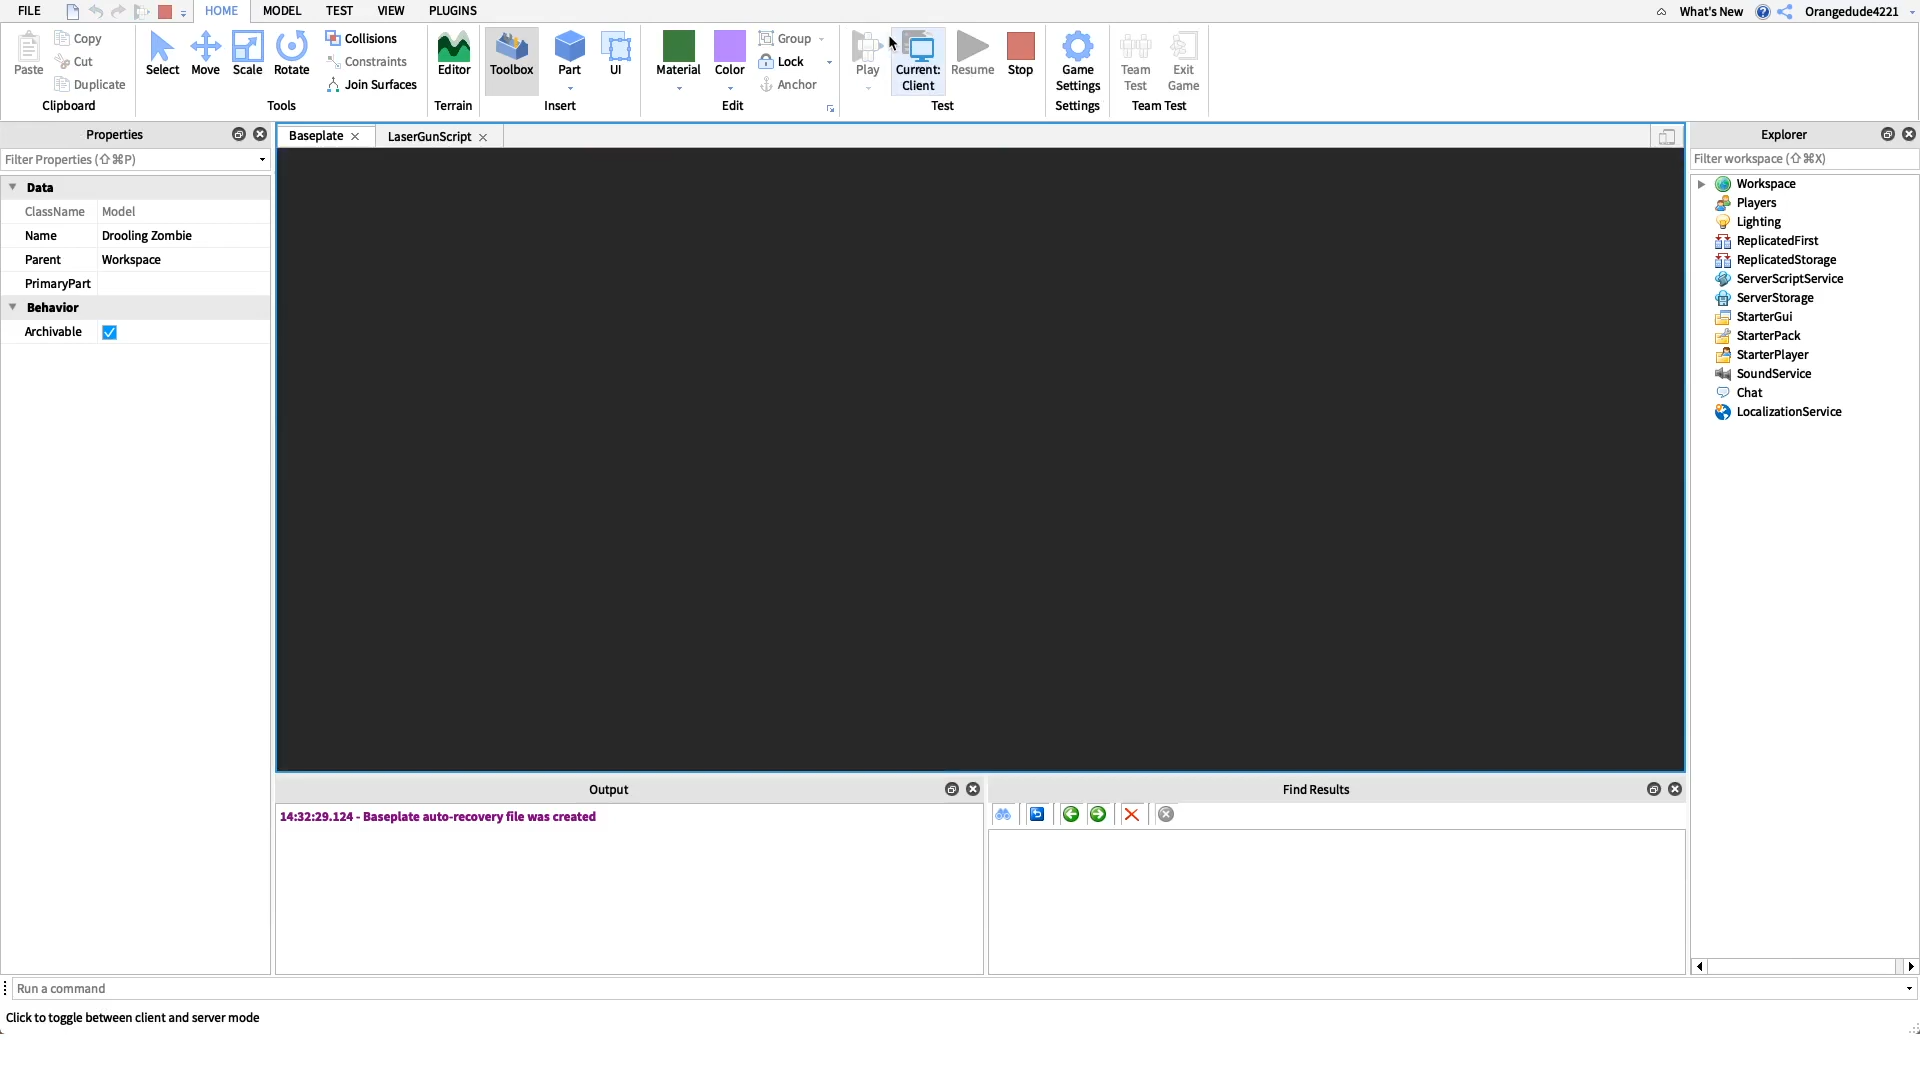 FILE
HOME
MODEL
TEST
VIEW
PLUGINS
What's New
Orangedude4221
Paste
Copy
Cut
Duplicate
Clipboard
Select
Move
Scale
Rotate
Collisions
Constraints
Join Surfaces
Tools
Editor
Terrain
Toolbox
Part
UI
Insert
Material
Color
Group
Lock
Anchor
Edit
Play
Current:
Client
Resume
Stop
Test
Game
Settings
Settings
Team
Test
Exit
Game
Team Test
Properties
Filter Properties (⇧⌘P)
Data
ClassName Model
Name Drooling Zombie
Parent Workspace
PrimaryPart
Behavior
Archivable
Baseplate
LaserGunScript
Explorer
Filter workspace (⇧⌘X)
Workspace
Players
Lighting
ReplicatedFirst
ReplicatedStorage
ServerScriptService
ServerStorage
StarterGui
StarterPack
StarterPlayer
SoundService
Chat
LocalizationService
Output
14:32:29.124 - Baseplate auto-recovery file was created
Find Results
Run a command
Click to toggle between client and server mode